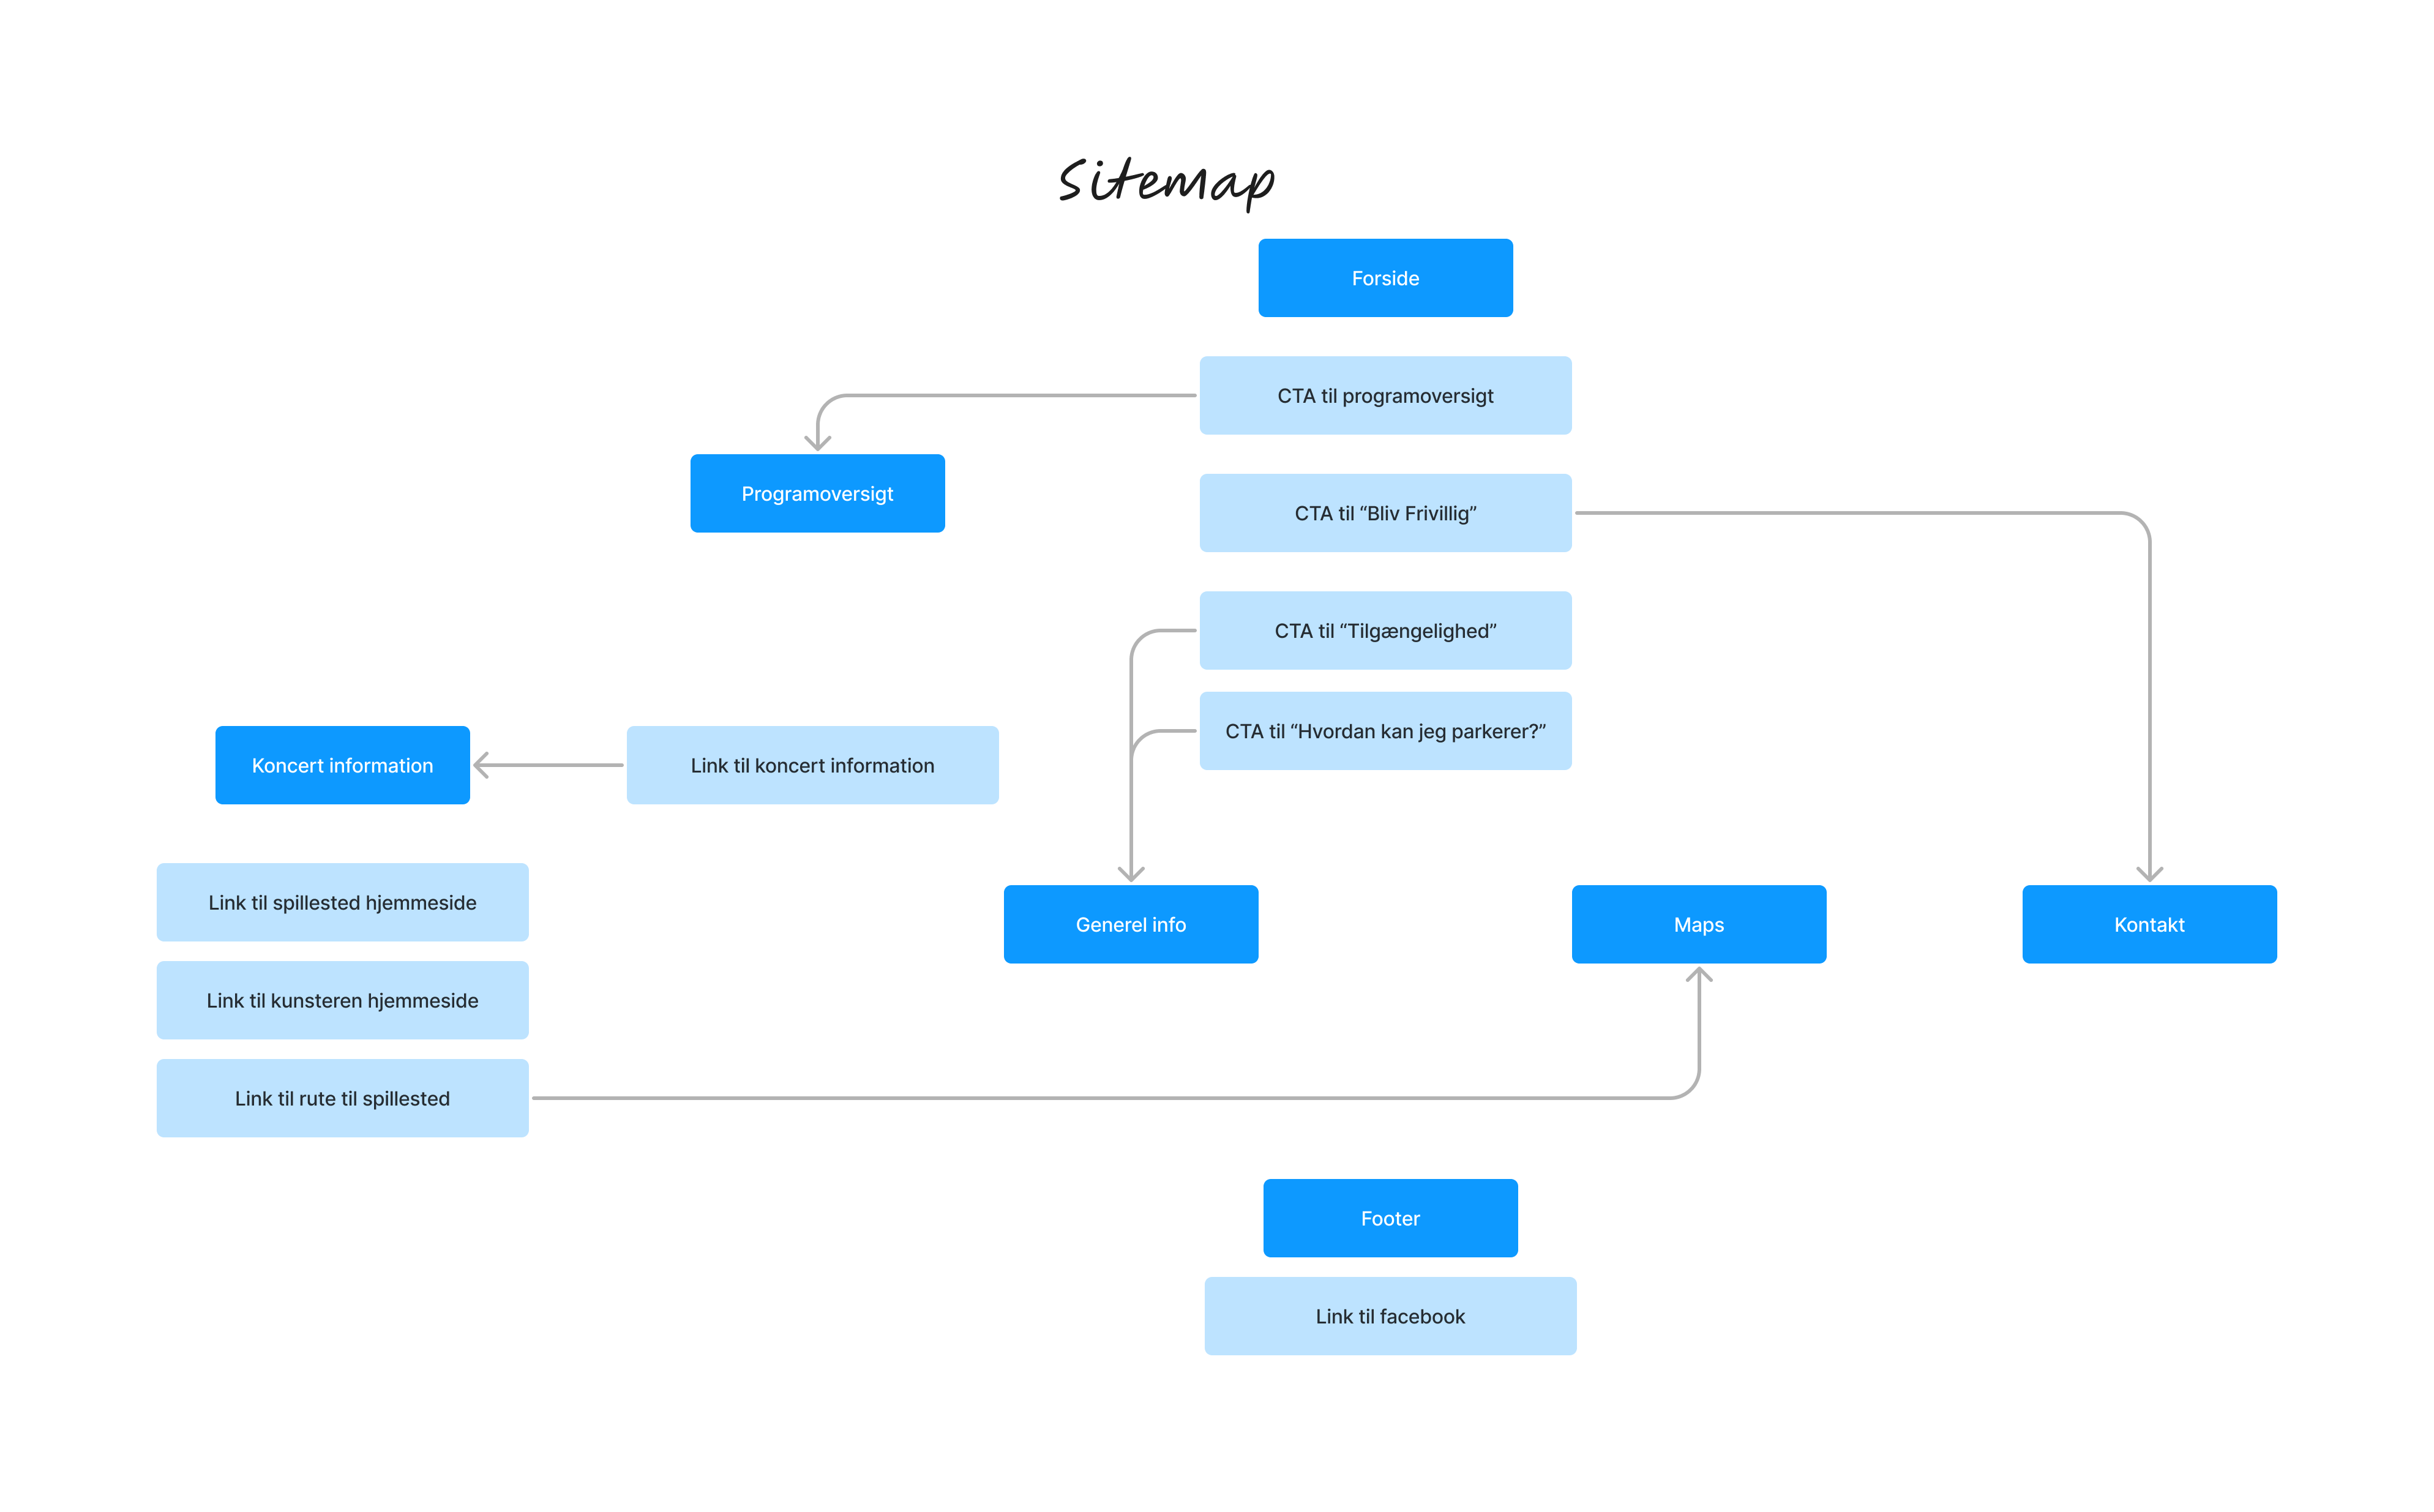 Sitemap
Forside
CTA til programoversigt
Programoversigt
CTA til “Bliv Frivillig”
CTA til “Tilgængelighed”
CTA til “Hvordan kan jeg parkerer?”
Koncert information
Link til koncert information
Link til spillested hjemmeside
Link til kunsteren hjemmeside
Link til rute til spillested
Generel info
Maps
Kontakt
Footer
Link til facebook